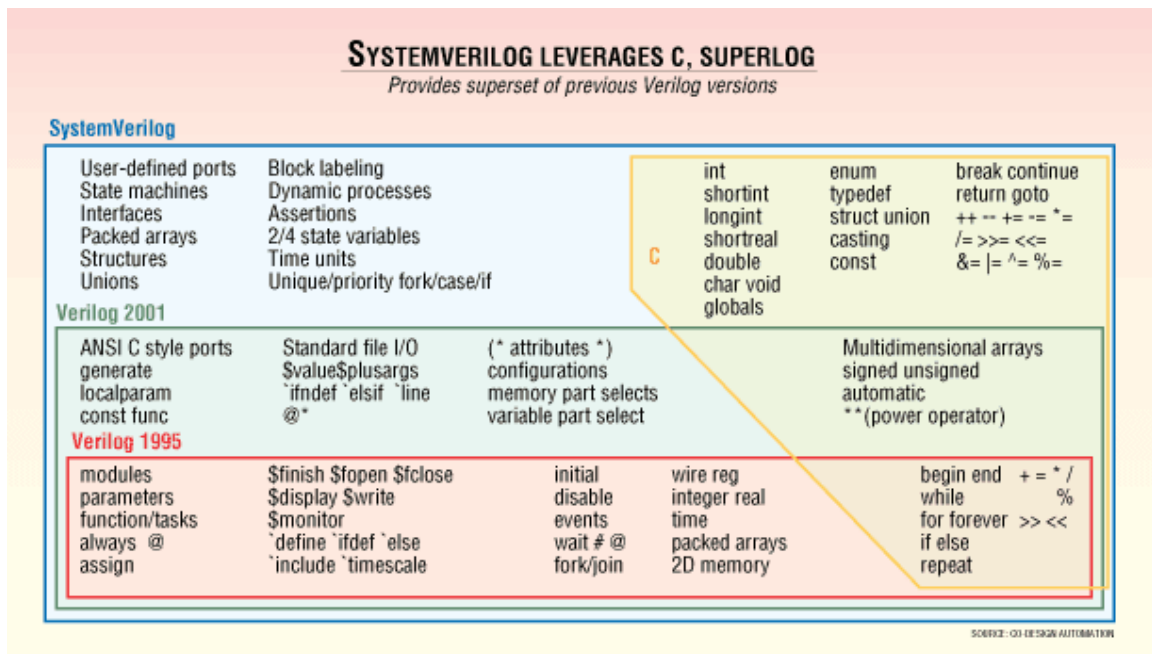 SYSTEMVERILOG LEVERAGES C, SUPERLOG
Provides superset of previous Verilog versions
SystemVerilog
User-defined ports
State machines
Interfaces
Packed arrays
Structures
Unions
Block labeling
Dynamic processes
Assertions
2/4 state variables
Time units
Unique/priority fork/case/if
C
int
shortint
longint
shortreal
double
char void
globals
enum
typedef
struct union
casting
const
break continue
return goto
++ -- += -= *=
/= >>= <<=
&= |= ^= %=
Verilog 2001
ANSI C style ports
generate
localparam
const func
Standard file I/O
$value$plusargs
`ifndef `elsif `line
@*
(* attributes *)
configurations
memory part selects
variable part select
Multidimensional arrays
signed unsigned
automatic
**(power operator)
Verilog 1995
modules
parameters
function/tasks
always @
assign
$finish $fopen $fclose
$display $write
$monitor
`define `ifdef `else
`include `timescale
initial
disable
events
wait # @
fork/join
wire reg
integer real
time
packed arrays
2D memory
begin end + = * /
while %
for forever >> <<
if else
repeat
SOURCE: CO-DESIGN AUTOMATION